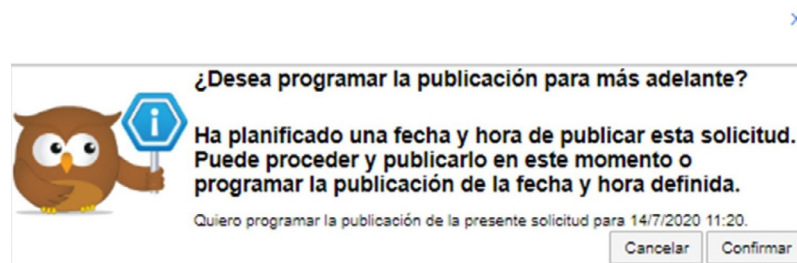 ¿Desea programar la publicación para más adelante?
Ha planificado una fecha y hora de publicar esta solicitud.
Puede proceder y publicarlo en este momento o
programar la publicación de la fecha y hora definida.
Quiero programar la publicación de la presente solicitud para 14/7/2020 11:20.
Cancelar Confirmar